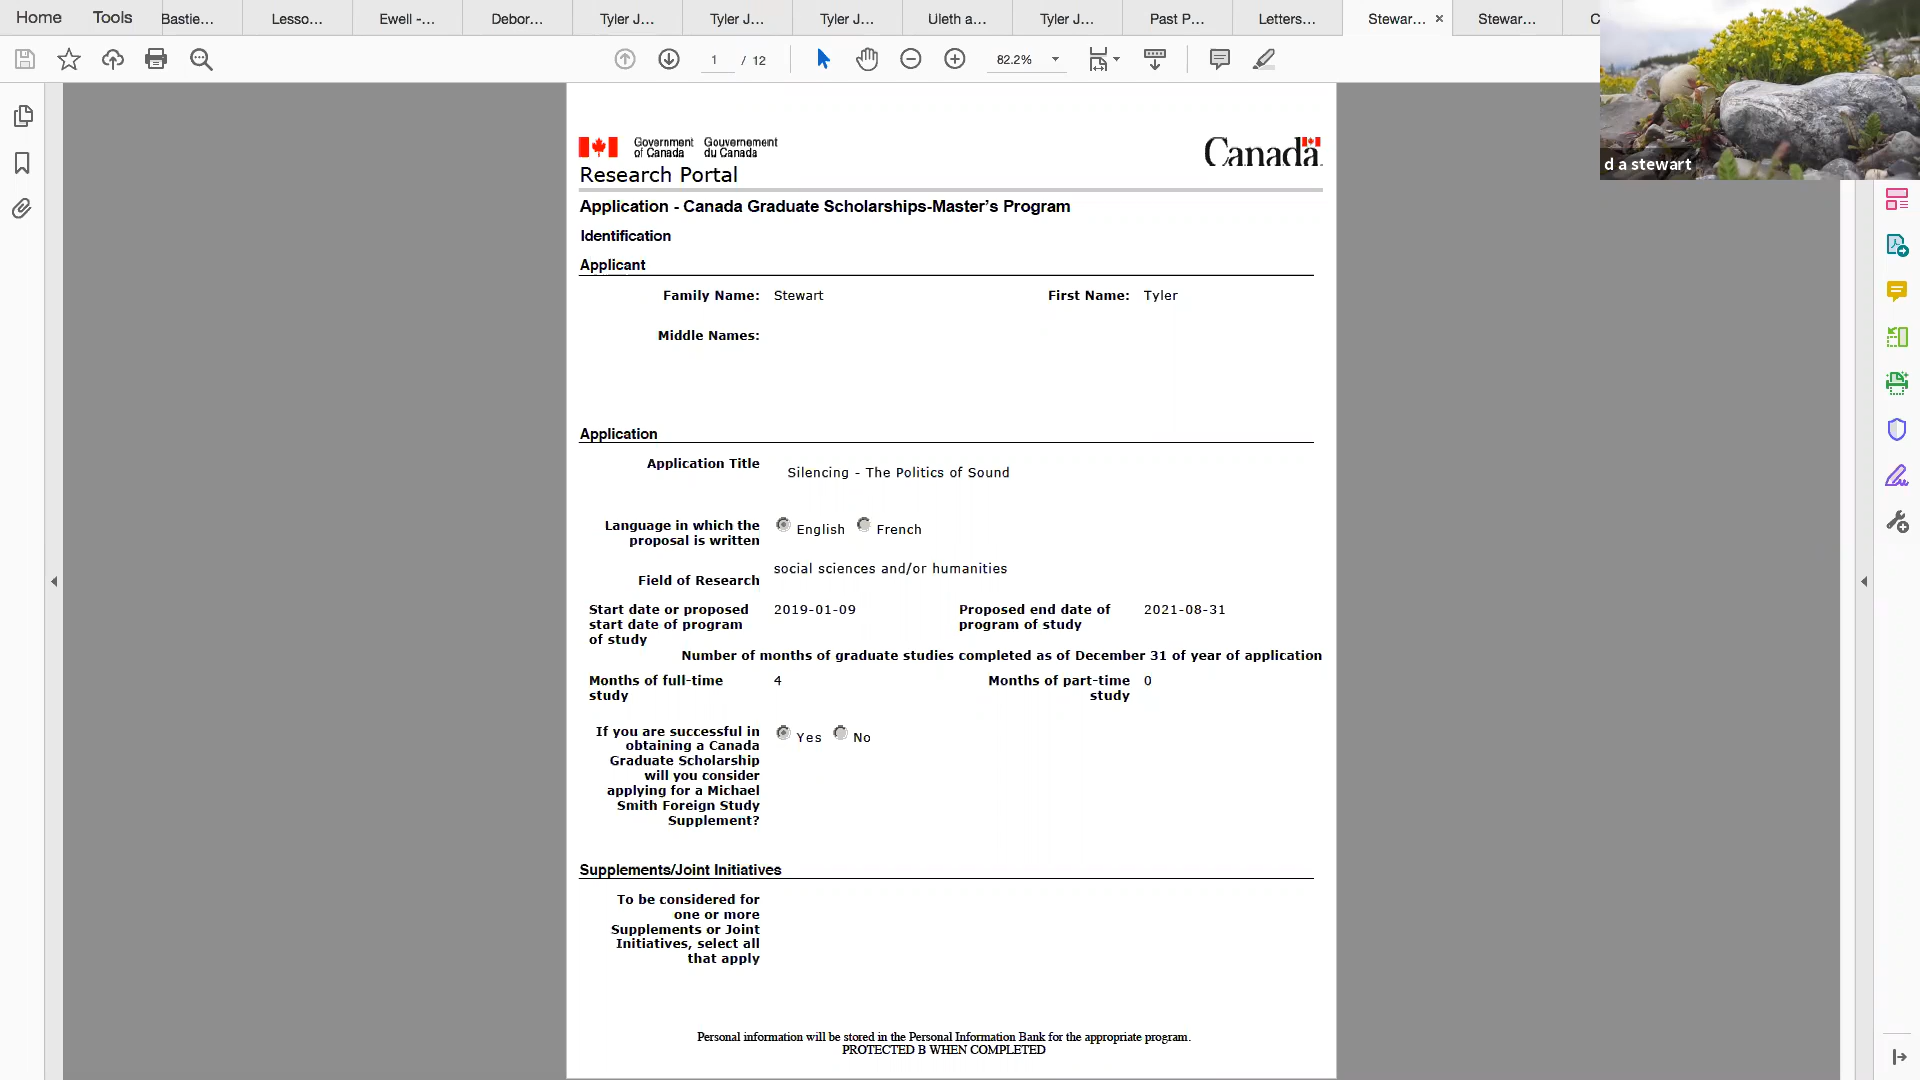 Home Tools Bastie... Lesso... Ewell -... Debor... Tyler J... Tyler J... Tyler J... Uleth a... Tyler J... Past P... Letters... Stewar... × Stewar...
1 / 12 82.2%
d a stewart
Government of Canada Gouvernement du Canada
Canada
Research Portal
Application - Canada Graduate Scholarships-Master's Program
Identification
Applicant
Family Name: Stewart First Name: Tyler
Middle Names:
Application
Application Title Silencing - The Politics of Sound
Language in which the
proposal is written English French
Field of Research social sciences and/or humanities
Start date or proposed 2019-01-09 Proposed end date of 2021-08-31
start date of program program of study
of study
Number of months of graduate studies completed as of December 31 of year of application
Months of full-time 4 Months of part-time 0
study study
If you are successful in Yes No
obtaining a Canada
Graduate Scholarship
will you consider
applying for a Michael
Smith Foreign Study
Supplement?
Supplements/Joint Initiatives
To be considered for
one or more
Supplements or Joint
Initiatives, select all
that apply
Personal information will be stored in the Personal Information Bank for the appropriate program.
PROTECTED B WHEN COMPLETED